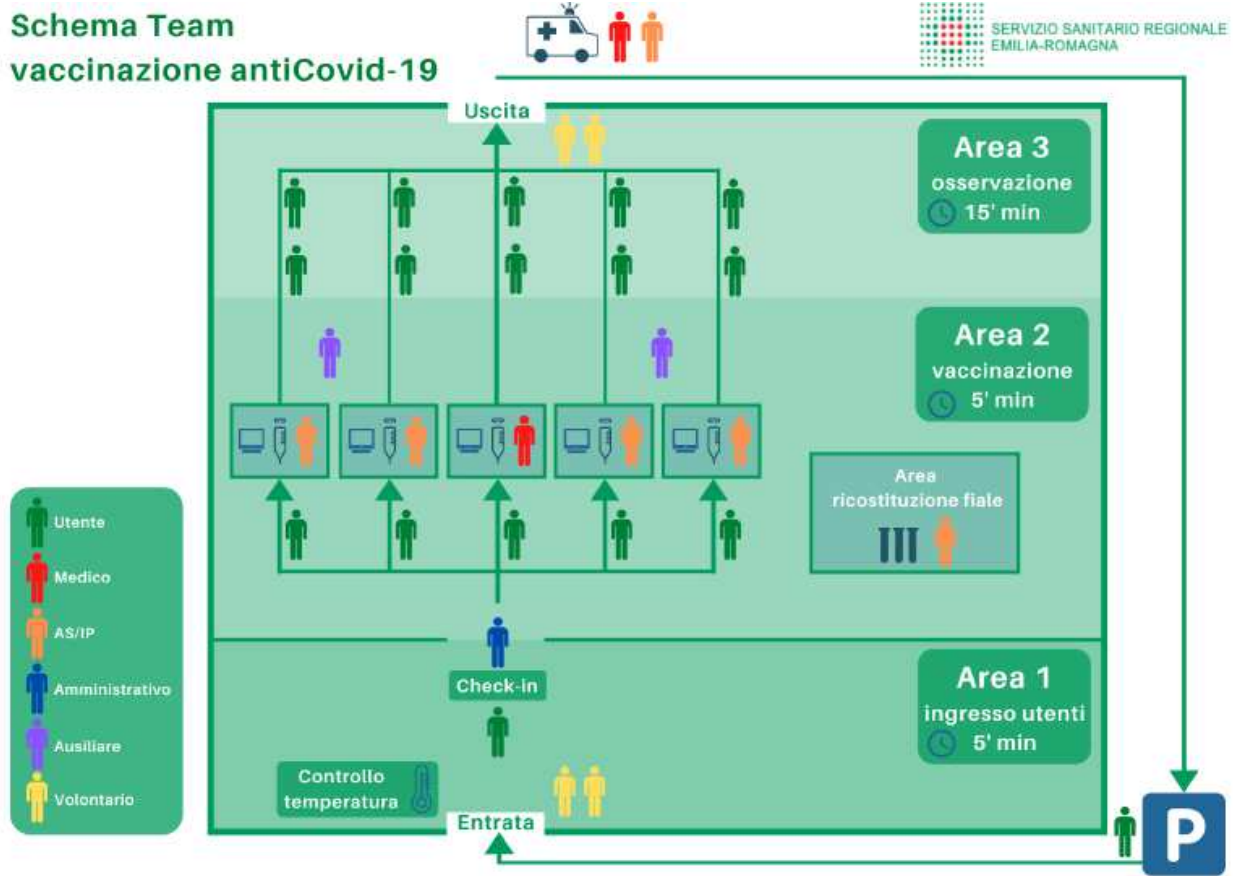 Schema Team
vaccinazione antiCovid-19
SERVIZIO SANITARIO REGIONALE
EMILIA-ROMAGNA
Uscita
Area 3
osservazione
15' min
Area 2
vaccinazione
5' min
Area
ricostituzione fiale
Utente
Medico
AS/IP
Amministrativo
Ausiliare
Volontario
Check-in
Area 1
ingresso utenti
5' min
Controllo
temperatura
Entrata
P